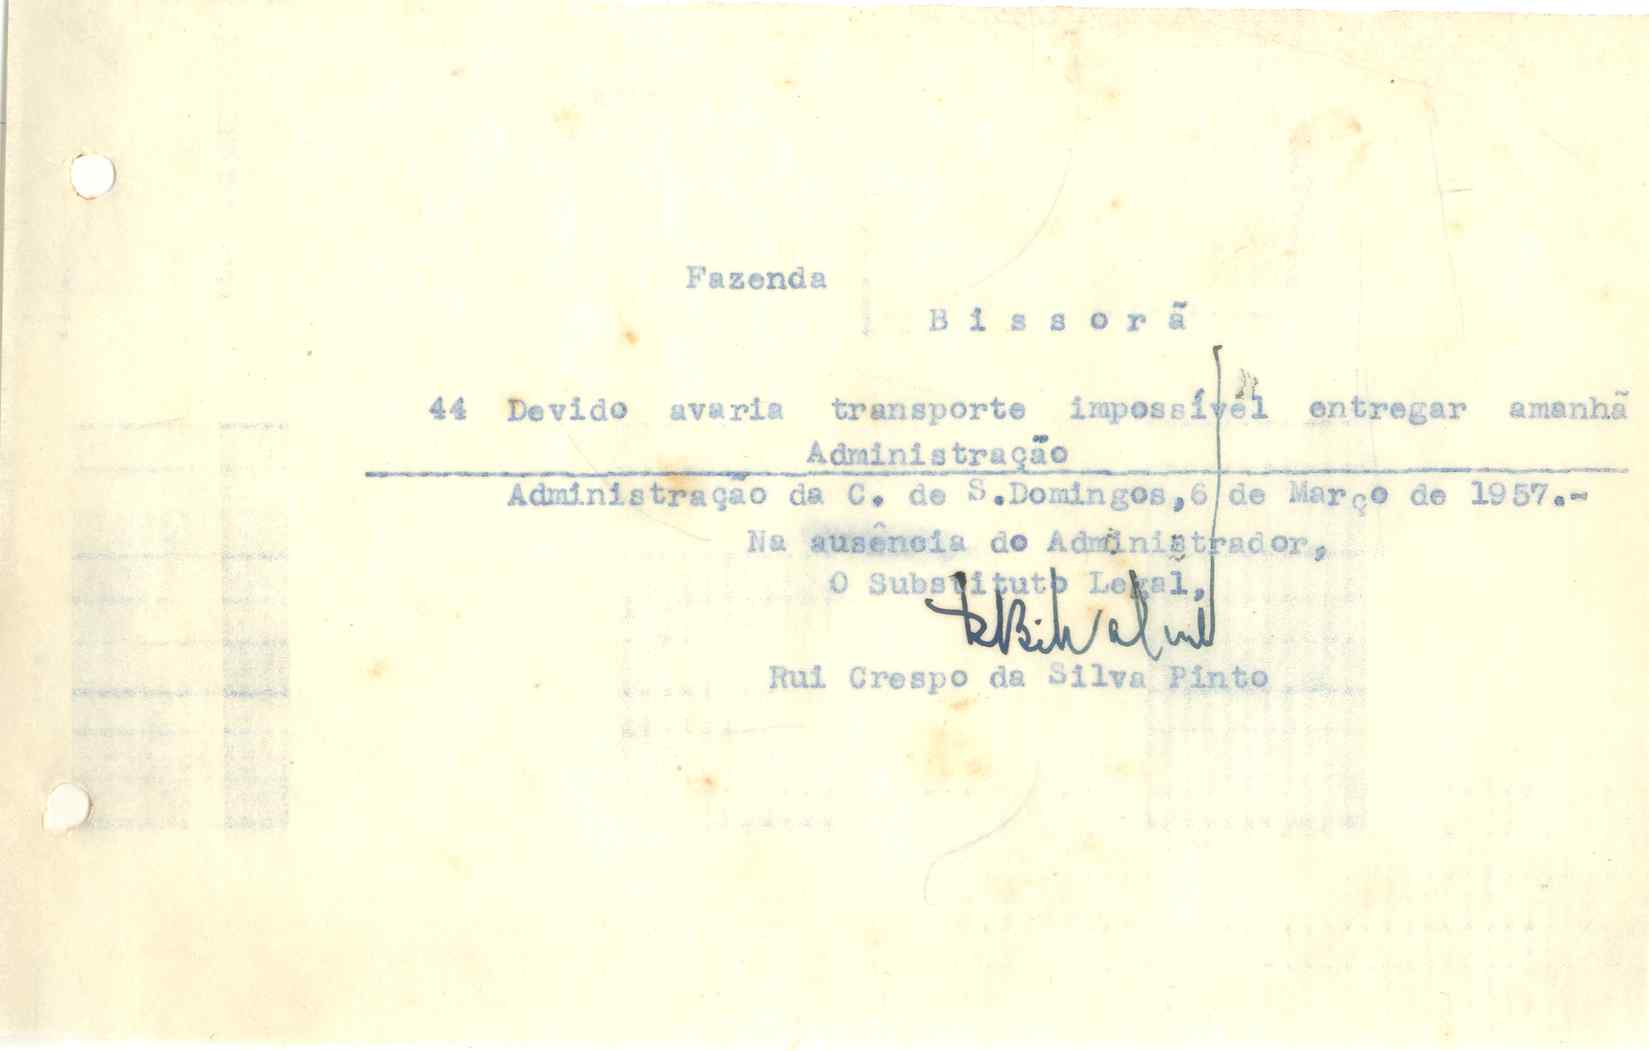 Fazenda
B i s s o r ã
44 Devido avaria transporte impossível entregar amanhã
Administração
Administração da C. de S.Domingos,6 de Março de 1957.-
Na ausência do Administrador,
O Substituto Legal,
Rui Crespo da Silva Pinto